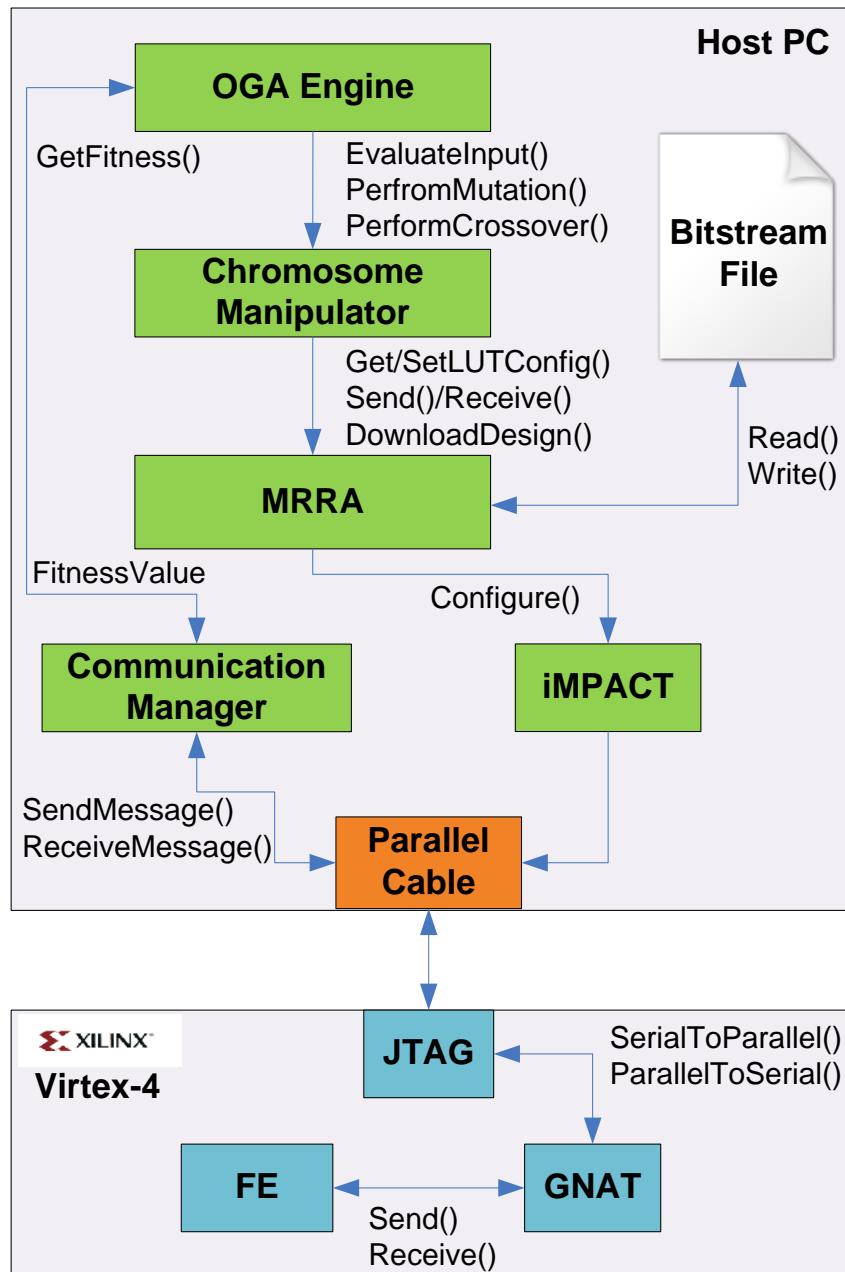 Host PC
OGA Engine
GetFitness()
EvaluateInput()
PerfromMutation()
PerformCrossover()
Bitstream
File
Chromosome
Manipulator
Get/SetLUTConfig()
Send()/Receive()
DownloadDesign()
Read()
Write()
MRRA
FitnessValue
Configure()
Communication
Manager
iMPACT
SendMessage()
ReceiveMessage()
Parallel
Cable
XILINX
Virtex-4
JTAG
SerialToParallel()
ParallelToSerial()
FE
GNAT
Send()
Receive()